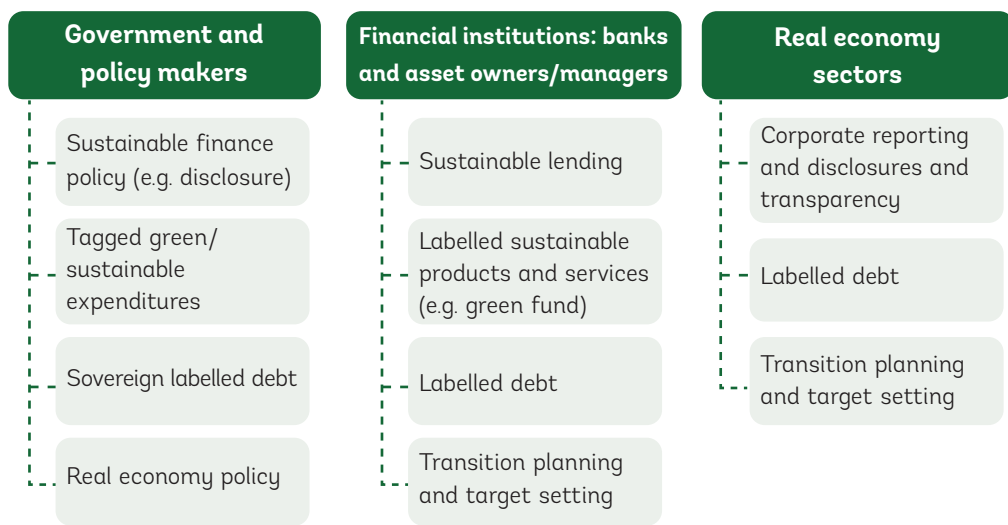 Government and
policy makers
Sustainable finance
policy (e.g. disclosure)
Tagged green/
sustainable
expenditures
Sovereign labelled debt
Real economy policy
Financial institutions: banks
and asset owners/managers
Sustainable lending
Labelled sustainable
products and services
(e.g. green fund)
Labelled debt
Transition planning
and target setting
Real economy
sectors
Corporate reporting
and disclosures and
transparency
Labelled debt
Transition planning
and target setting